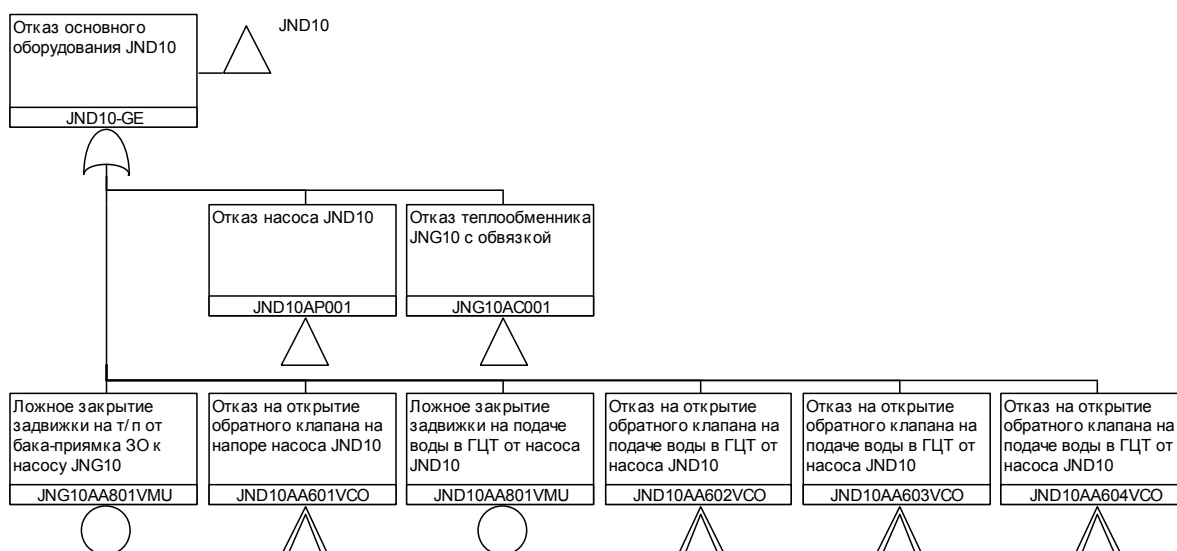 Отказ основного
оборудования JND10
JND10-GE
JND10
Отказ насоса JND10
JND10AP001
Отказ теплообменника
JNG10 с обвязкой
JNG10AC001
Ложное закрытие
задвижки на т/п от
бака-приямка ЗО к
насосу JNG10
JNG10AA801VMU
Отказ на открытие
обратного клапана на
напоре насоса JND10
JND10AA601VCO
Ложное закрытие
задвижки на подаче
воды в ГЦТ от насоса
JND10
JND10AA801VMU
Отказ на открытие
обратного клапана на
подаче воды в ГЦТ от
насоса JND10
JND10AA602VCO
Отказ на открытие
обратного клапана на
подаче воды в ГЦТ от
насоса JND10
JND10AA603VCO
Отказ на открытие
обратного клапана на
подаче воды в ГЦТ от
насоса JND10
JND10AA604VCO